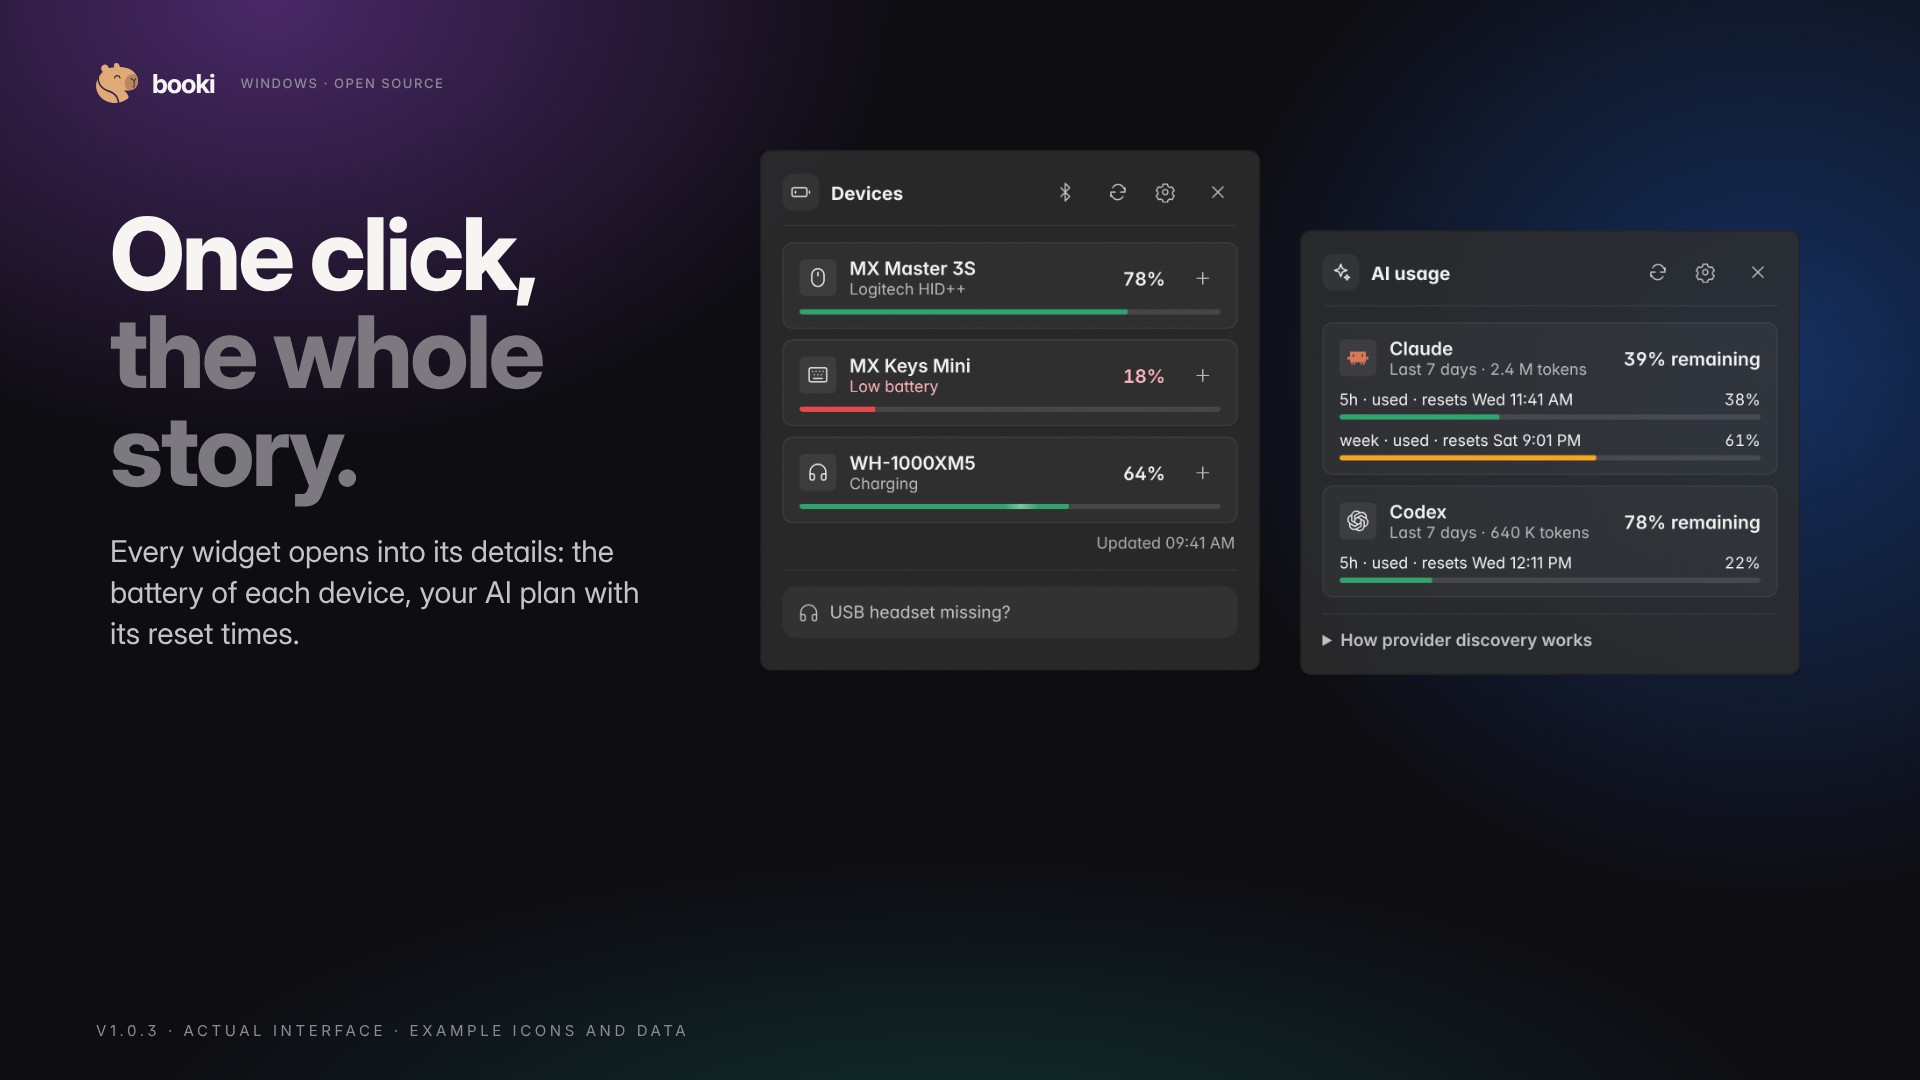 booki
WINDOWS · OPEN SOURCE
One click,
the whole
story.
Every widget opens into its details: the
battery of each device, your AI plan with
its reset times.
Devices
MX Master 3S
Logitech HID++
78%
MX Keys Mini
Low battery
18%
WH-1000XM5
Charging
64%
Updated 09:41 AM
USB headset missing?
AI usage
Claude
Last 7 days · 2.4 M tokens
39% remaining
5h · used · resets Wed 11:41 AM
38%
week · used · resets Sat 9:01 PM
61%
Codex
Last 7 days · 640 K tokens
78% remaining
5h · used · resets Wed 12:11 PM
22%
How provider discovery works
V1.0.3 · ACTUAL INTERFACE · EXAMPLE ICONS AND DATA